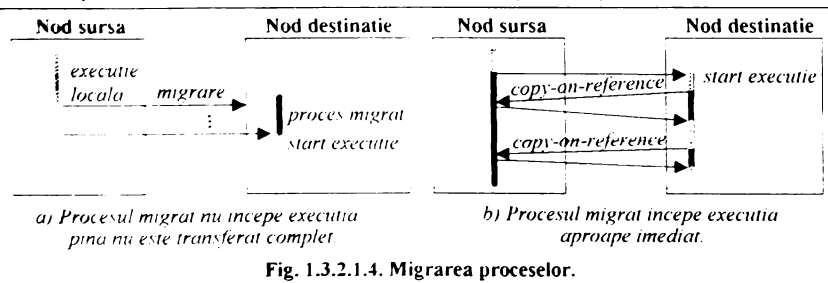 Nod sursa
Nod destinatie
executie
locala
migrare
proces migrat
start executie
a) Procesul migrat nu incepe executia
pina nu este transferat complet.
Nod sursa
Nod destinatie
copy-on-reference
start executie
copy-on-reference
b) Procesul migrat incepe executia
aproape imediat.
Fig. 1.3.2.1.4. Migrarea proceselor.